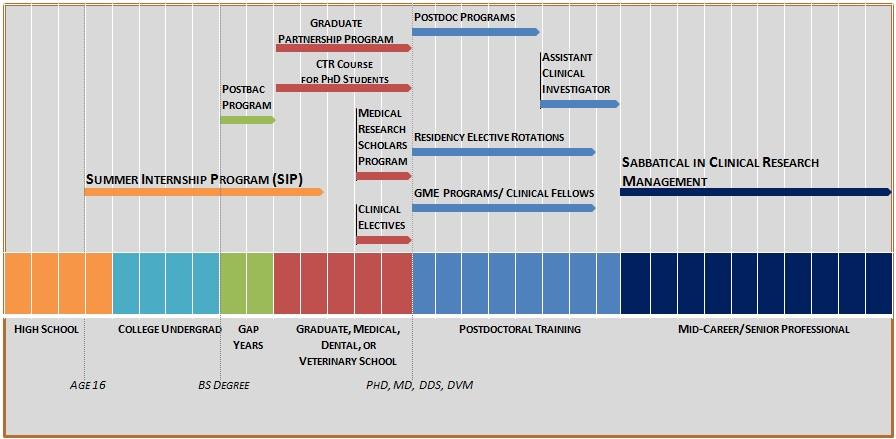 GRADUATE
PARTNERSHIP PROGRAM
CTR COURSE
FOR PHD STUDENTS
POSTBAC
PROGRAM
MEDICAL
RESEARCH
SCHOLARS
PROGRAM
SUMMER INTERNSHIP PROGRAM (SIP)
CLINICAL
ELECTIVES
POSTDOC PROGRAMS
ASSISTANT
CLINICAL
INVESTIGATOR
RESIDENCY ELECTIVE ROTATIONS
GME PROGRAMS/ CLINICAL FELLOWS
SABBATICAL IN CLINICAL RESEARCH
MANAGEMENT
HIGH SCHOOL
COLLEGE UNDERGRAD
GAP
YEARS
GRADUATE, MEDICAL,
DENTAL, OR
VETERINARY SCHOOL
POSTDOCTORAL TRAINING
MID-CAREER/SENIOR PROFESSIONAL
AGE 16
BS DEGREE
PHD, MD, DDS, DVM